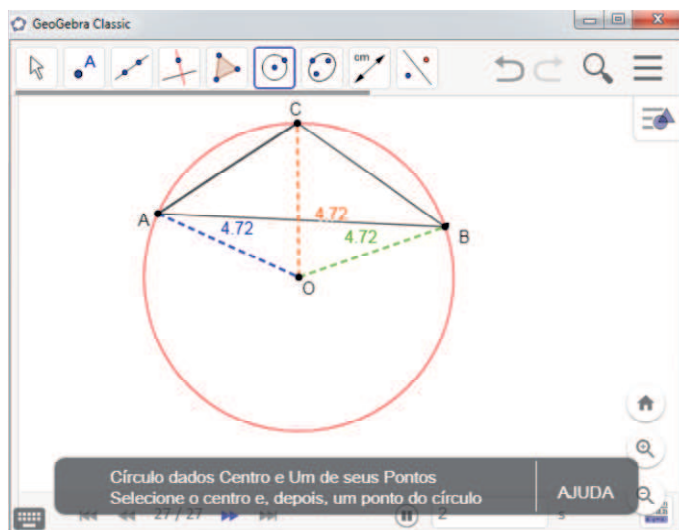 GeoGebra Classic
A
cm
C
A
4.72
4.72
4.72
B
O
Círculo dados Centro e Um de seus Pontos
Selecione o centro e, depois, um ponto do círculo
AJUDA
27 / 27
2
s